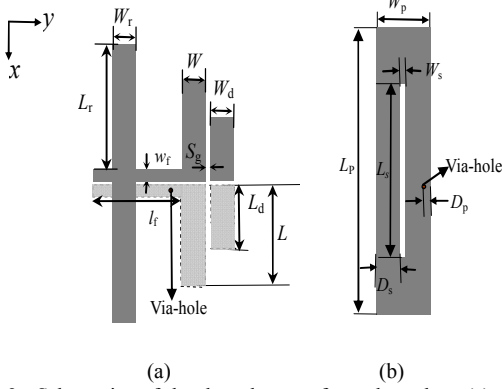 y
x
W_r
L_r
w_f
l_f
W
W_d
S_g
L_d
L
Via-hole
(a)
W_p
W_s
L_s
L_P
Via-hole
D_p
D_s
(b)